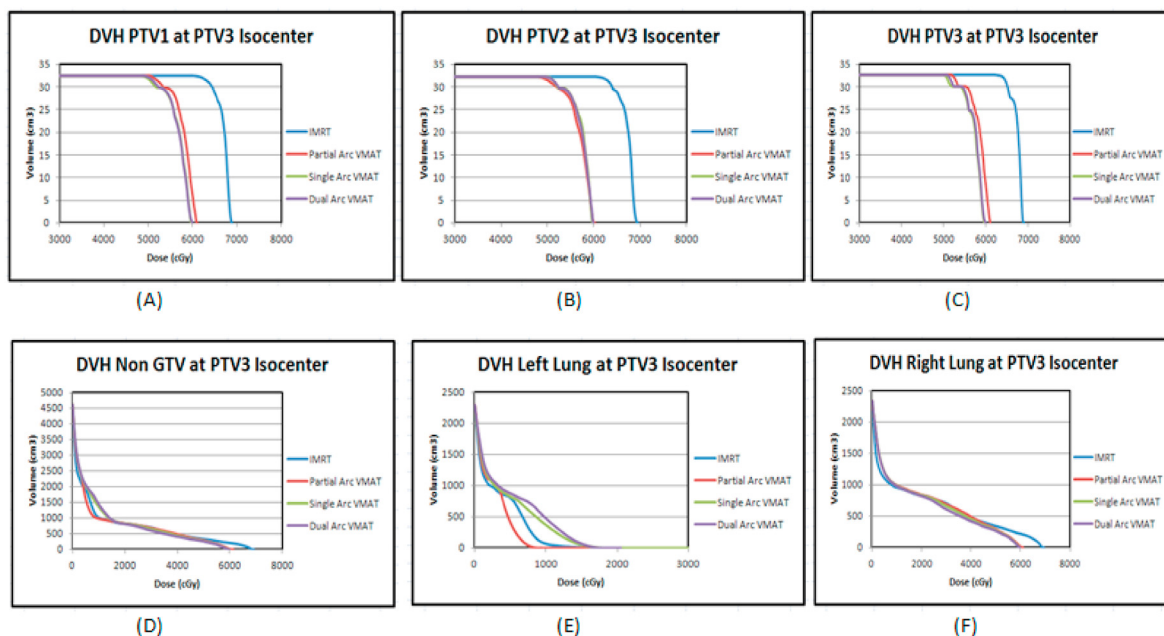 DVH PTV1 at PTV3 Isocenter
Volume (cm3)
35
30
25
20
15
10
5
0
3000 4000 5000 6000 7000 8000
Dose (cGy)
IMRT
Partial Arc VMAT
Single Arc VMAT
Dual Arc VMAT
(A)
DVH PTV2 at PTV3 Isocenter
Volume (cm3)
35
30
25
20
15
10
5
0
3000 4000 5000 6000 7000 8000
Dose (cGy)
IMRT
Partial Arc VMAT
Single Arc VMAT
Dual Arc VMAT
(B)
DVH PTV3 at PTV3 Isocenter
Volume (cm3)
35
30
25
20
15
10
5
0
3000 4000 5000 6000 7000 8000
Dose (cGy)
IMRT
Partial Arc VMAT
Single Arc VMAT
Dual Arc VMAT
(C)
DVH Non GTV at PTV3 Isocenter
Volume (cm3)
5000
4500
4000
3500
3000
2500
2000
1500
1000
500
0
0 2000 4000 6000 8000
Dose (cGy)
IMRT
Partial Arc VMAT
Single Arc VMAT
Dual Arc VMAT
(D)
DVH Left Lung at PTV3 Isocenter
Volume (cm3)
2500
2000
1500
1000
500
0
0 1000 2000 3000
Dose (cGy)
IMRT
Partial Arc VMAT
Single Arc VMAT
Dual Arc VMAT
(E)
DVH Right Lung at PTV3 Isocenter
Volume (cm3)
2500
2000
1500
1000
500
0
0 2000 4000 6000 8000
Dose (cGy)
IMRT
Partial Arc VMAT
Single Arc VMAT
Dual Arc VMAT
(F)